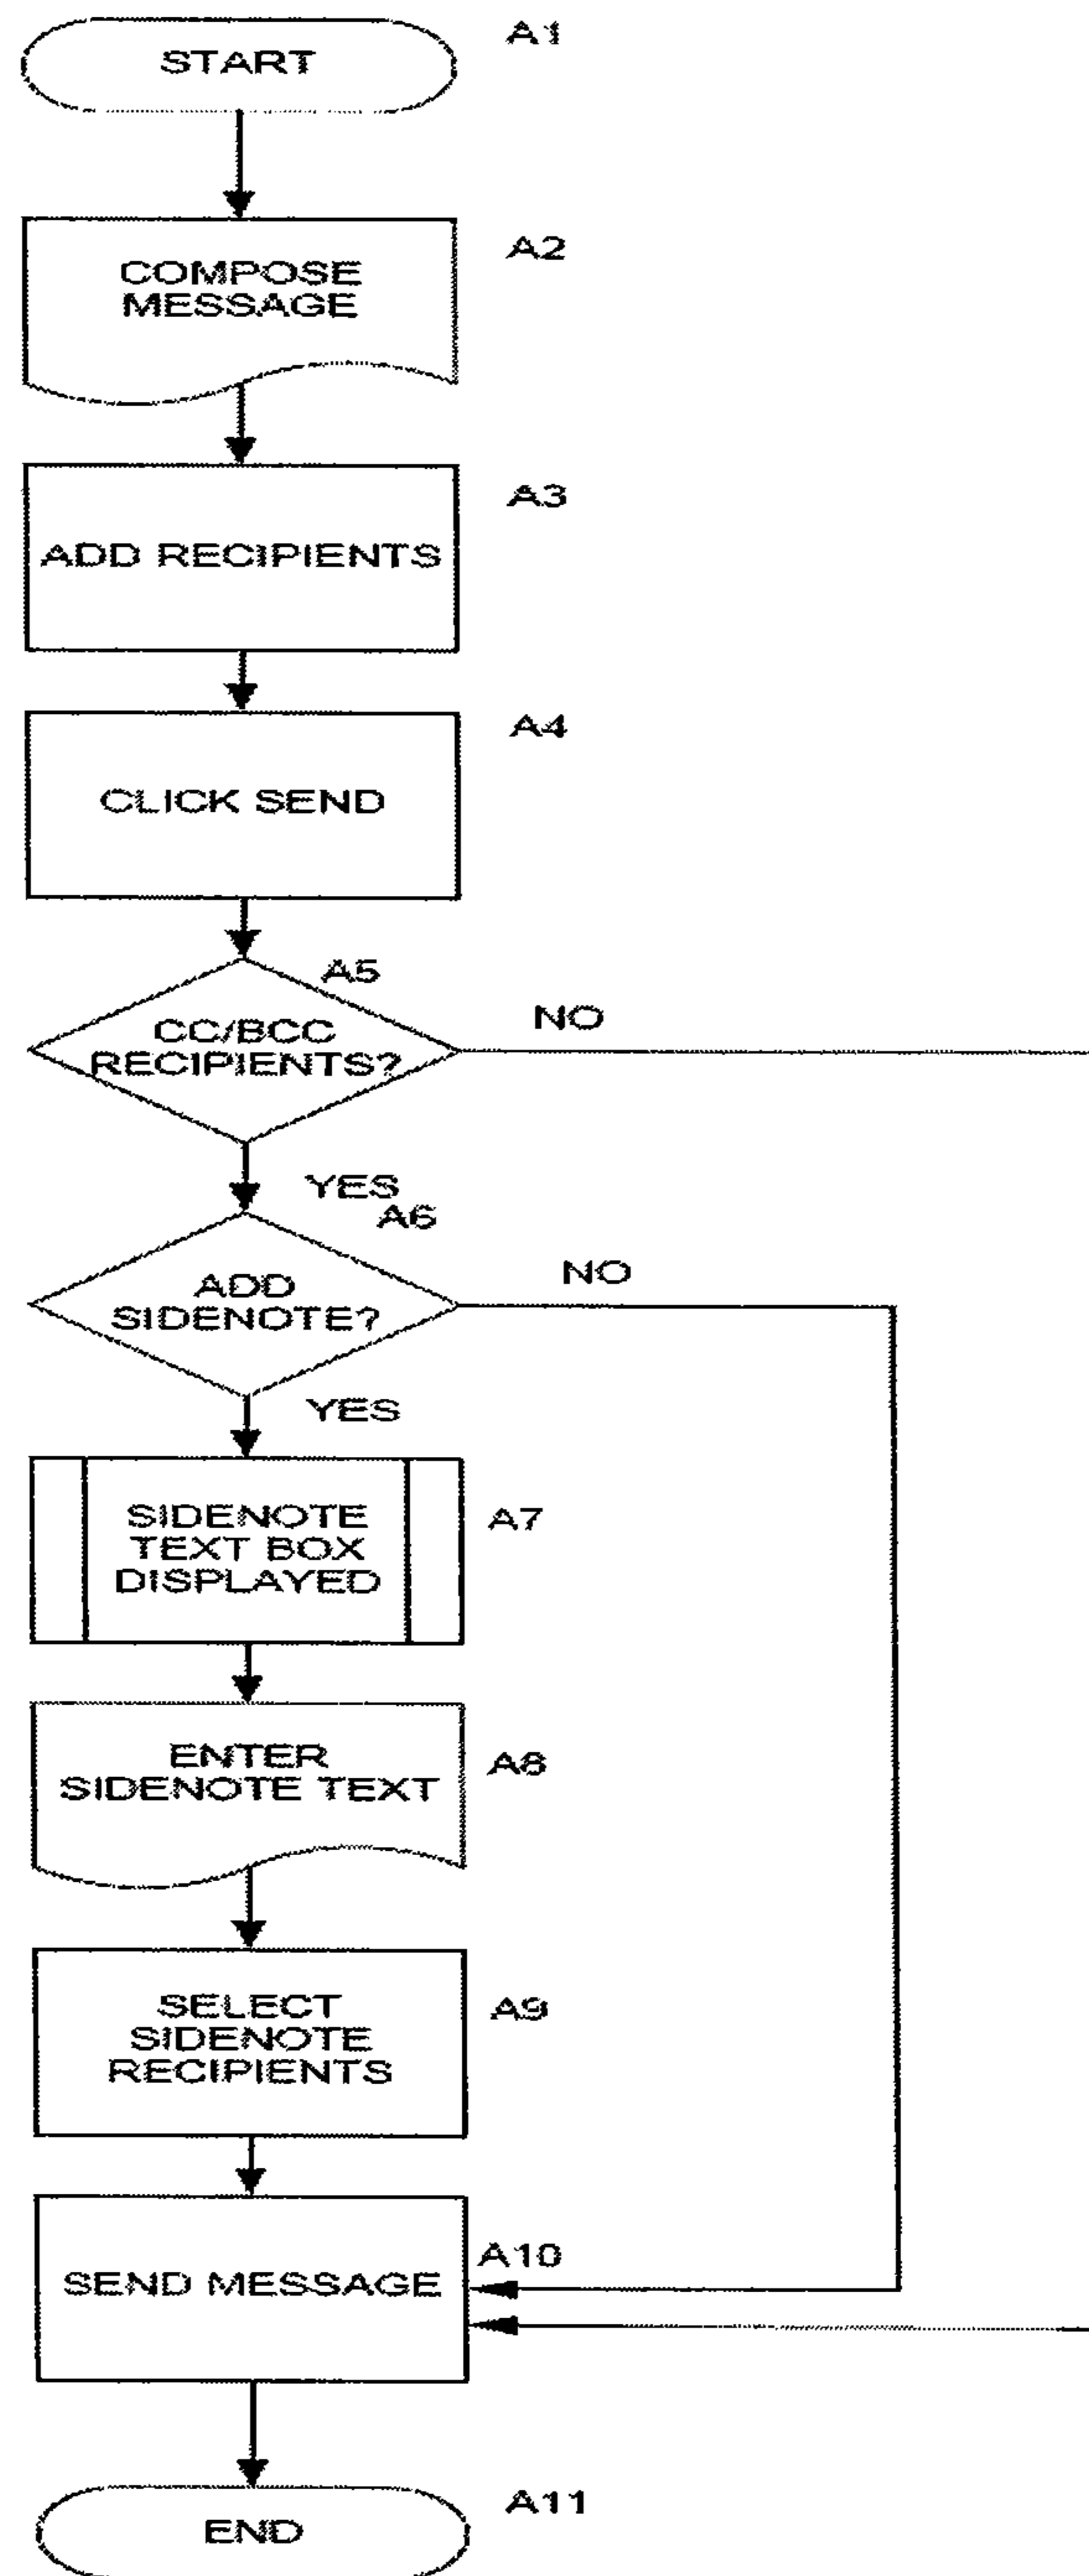 START
A1
COMPOSE
MESSAGE
A2
ADD RECIPIENTS
A3
CLICK SEND
A4
CC/BCC
RECIPIENTS?
A5
NO
YES
ADD
SIDENOTE?
A6
NO
YES
SIDENOTE
TEXT BOX
DISPLAYED
A7
ENTER
SIDENOTE TEXT
A8
SELECT
SIDENOTE
RECIPIENTS
A9
SEND MESSAGE
A10
END
A11